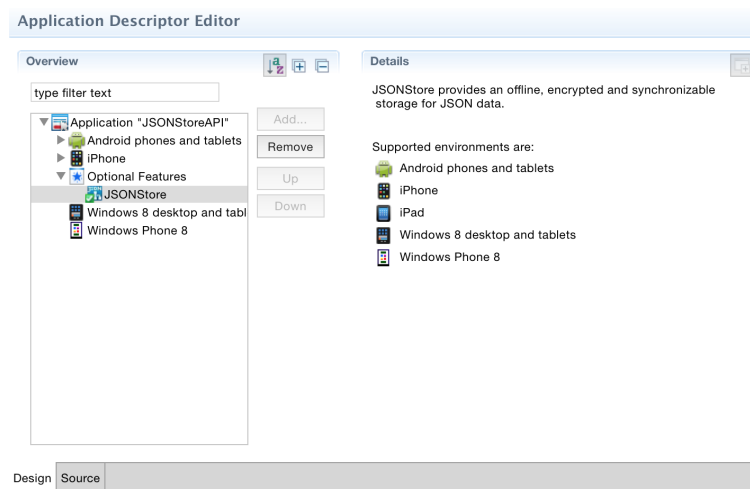 Application Descriptor Editor
Overview
type filter text
Application "JSONStoreAPI"
Android phones and tablets
iPhone
Optional Features
JSONStore
Windows 8 desktop and tabl
Windows Phone 8
Add...
Remove
Up
Down
Details
JSONStore provides an offline, encrypted and synchronizable
storage for JSON data.
Supported environments are:
Android phones and tablets
iPhone
iPad
Windows 8 desktop and tablets
Windows Phone 8
Design
Source